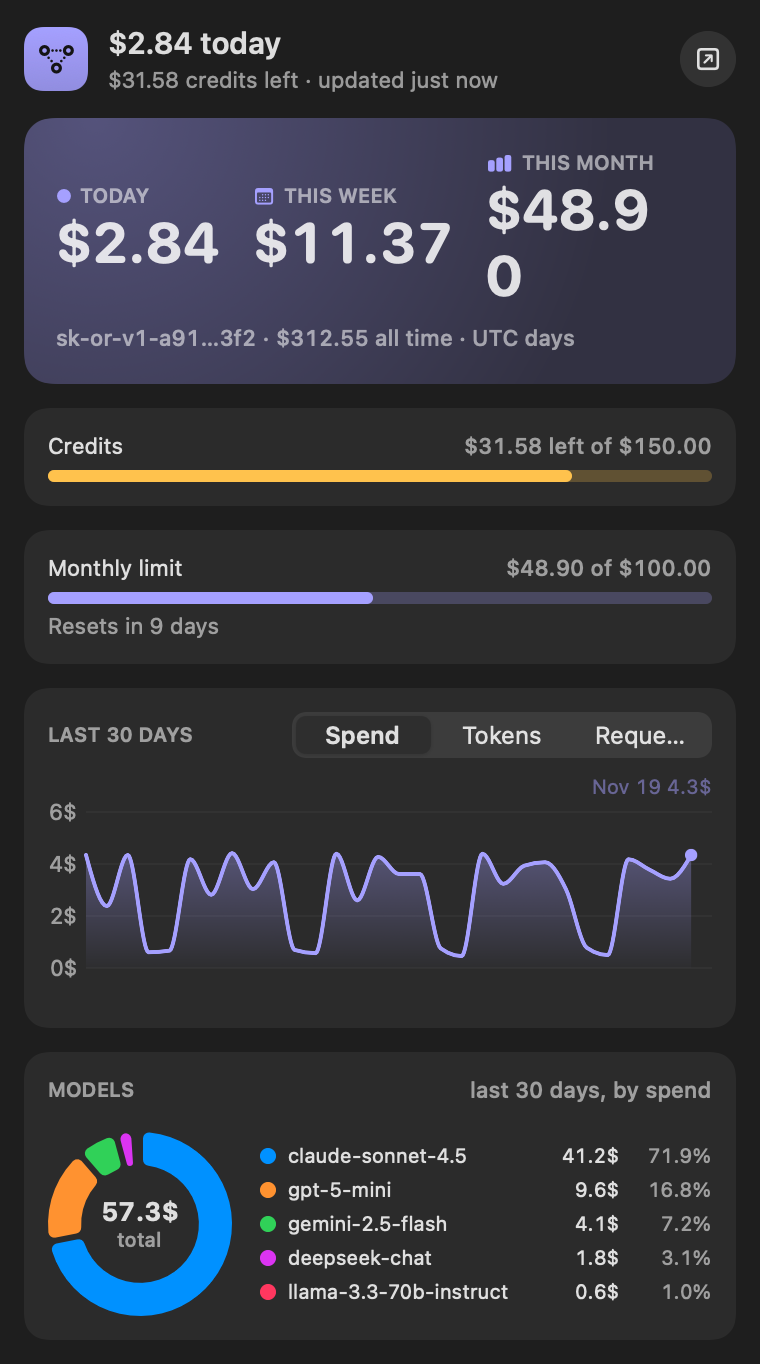 $2.84 today
$31.58 credits left · updated just now
TODAY
$2.84
THIS WEEK
$11.37
THIS MONTH
$48.9
0
sk-or-v1-a91...3f2 · $312.55 all time · UTC days
Credits
$31.58 left of $150.00
Monthly limit
$48.90 of $100.00
Resets in 9 days
LAST 30 DAYS
Spend
Tokens
Reque...
Nov 19 4.3$
6$
4$
2$
0$
MODELS
last 30 days, by spend
57.3$
total
claude-sonnet-4.5 41.2$ 71.9%
gpt-5-mini 9.6$ 16.8%
gemini-2.5-flash 4.1$ 7.2%
deepseek-chat 1.8$ 3.1%
llama-3.3-70b-instruct 0.6$ 1.0%